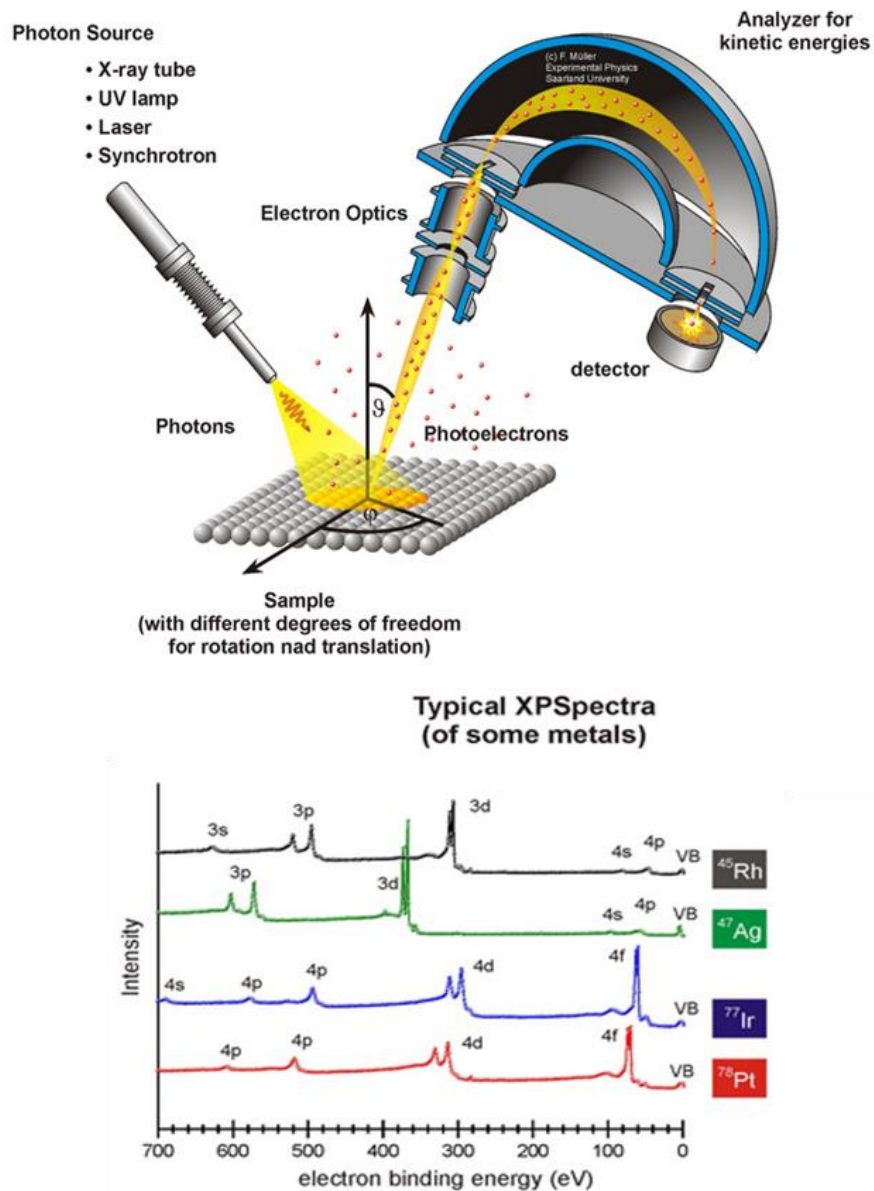 Photon Source
• X-ray tube
• UV lamp
• Laser
• Synchrotron
Analyzer for
kinetic energies
(c) F. Müller
Experimental Physics
Saarland University
Electron Optics
detector
Photons
ϑ
Photoelectrons
φ
Sample
(with different degrees of freedom
for rotation nad translation)
Typical XPSpectra
(of some metals)
3s
3p
3d
4s
4p
VB
45Rh
3p
3d
4s
4p
VB
47Ag
4s
4p
4p
4d
4f
VB
77Ir
4p
4p
4d
4f
VB
78Pt
Intensity
700 600 500 400 300 200 100 0
electron binding energy (eV)